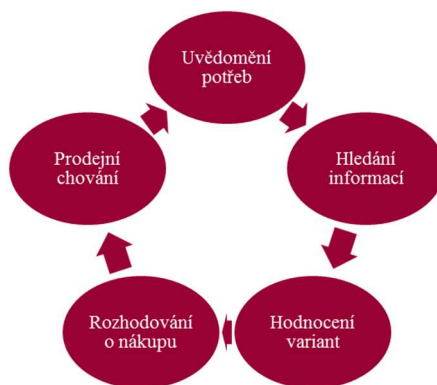 Uvědomění
potřeb
Hledání
informací
Hodnocení
variant
Rozhodování
o nákupu
Prodejní
chování